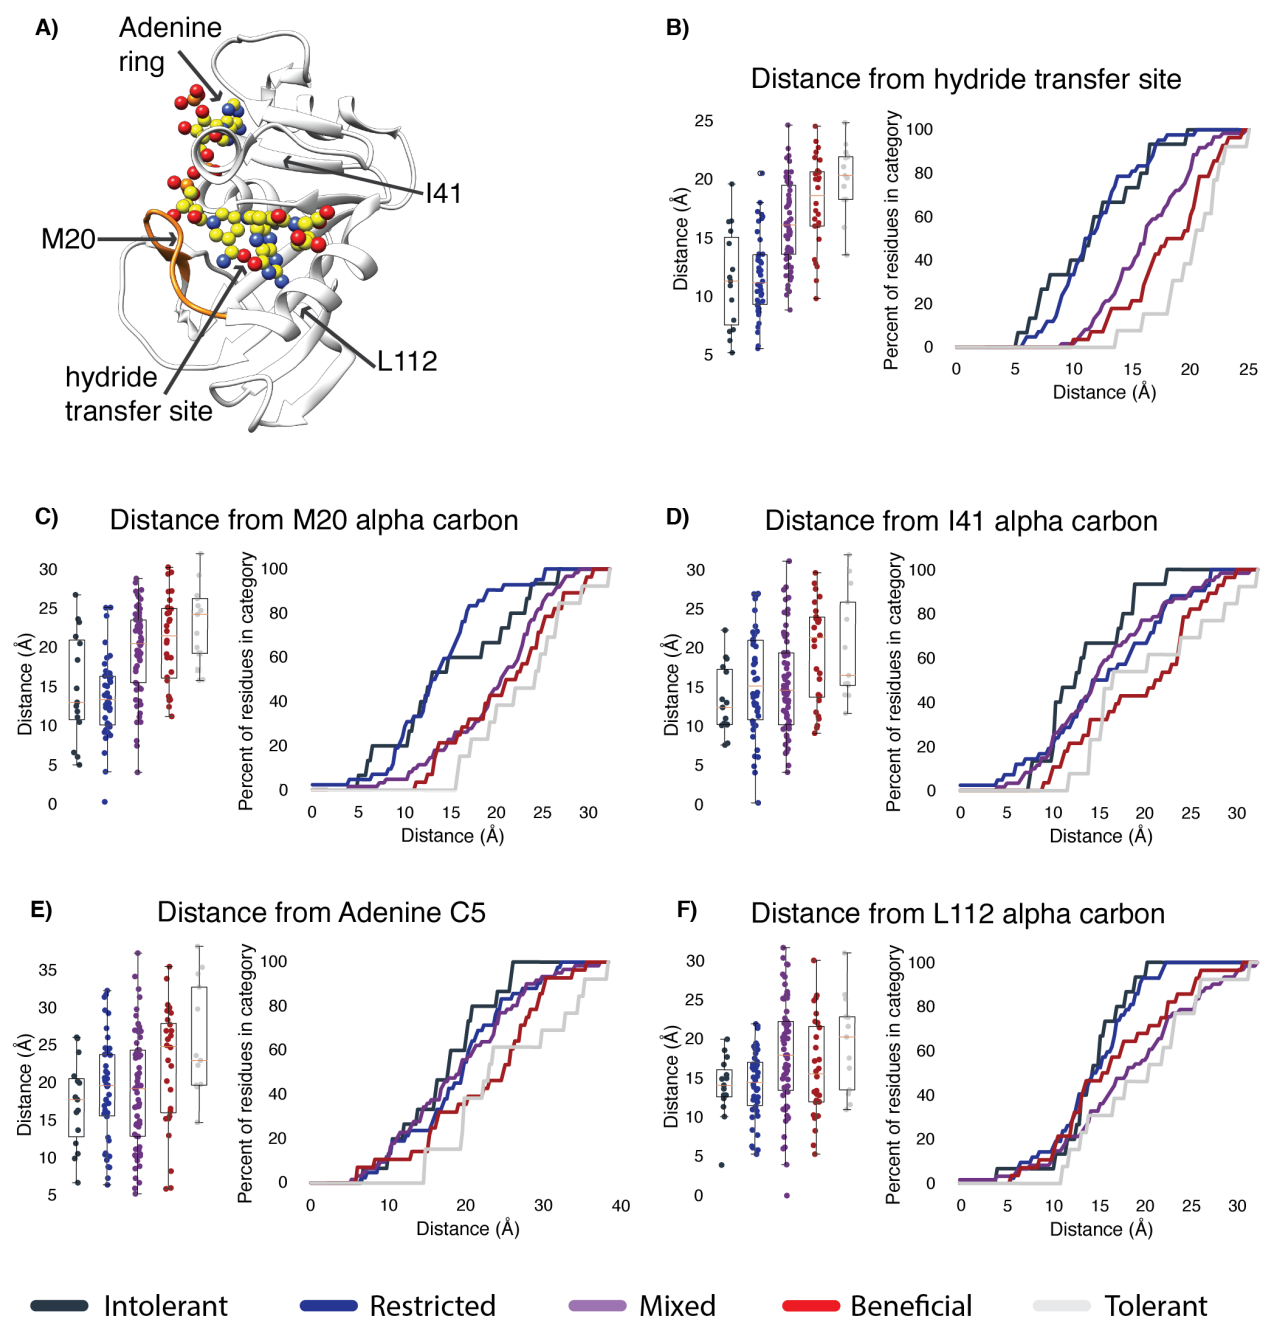 A)
Adenine
ring
I41
M20
L112
hydride
transfer site
B)
Distance from hydride transfer site
25
20
15
10
5
Distance (Å)
100
80
60
40
20
0
Percent of residues in category
0 5 10 15 20 25
Distance (Å)
C)
Distance from M20 alpha carbon
30
25
20
15
10
5
0
Distance (Å)
100
80
60
40
20
0
Percent of residues in category
0 5 10 15 20 25 30
Distance (Å)
D)
Distance from I41 alpha carbon
30
25
20
15
10
5
0
Distance (Å)
100
80
60
40
20
0
Percent of residues in category
0 5 10 15 20 25 30
Distance (Å)
E)
Distance from Adenine C5
35
30
25
20
15
10
5
Distance (Å)
100
80
60
40
20
0
Percent of residues in category
0 10 20 30 40
Distance (Å)
F)
Distance from L112 alpha carbon
30
25
20
15
10
5
0
Distance (Å)
100
80
60
40
20
0
Percent of residues in category
0 5 10 15 20 25 30
Distance (Å)
Intolerant Restricted Mixed Beneficial Tolerant